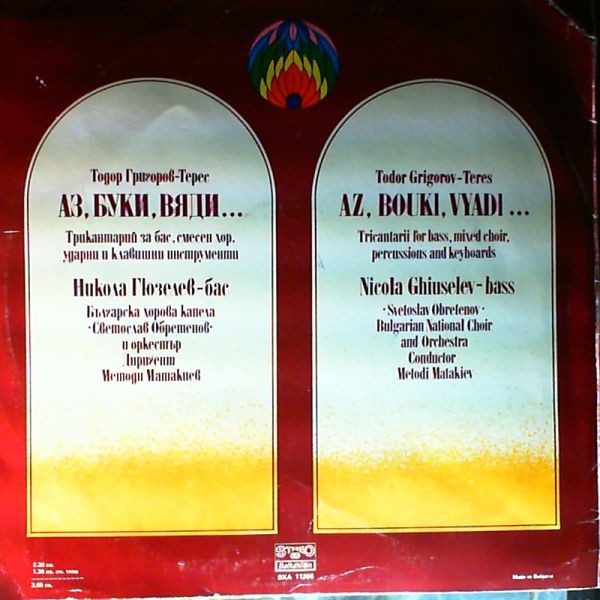 Тодор Григоров-Терес
АЗ, БУКИ, ВЯДИ...
Трикантарий за бас, смесен хор,
ударни и клавишни инструменти
Никола Гюзелев-бас
Българска хорова капела
·Светослав Обретенов·
и оркестър
Диригент
Методи Матакиев
Todor Grigorov-Teres
AZ, BOUKI, VYADI...
Tricantarii for bass, mixed choir,
percussions and keyboards
Nicola Ghiuselev-bass
·Svetoslav Obretenov·
Bulgarian National Choir
and Orchestra
Conductor
Metodi Matakiev
STEREO
Balkanton
ВХА
Made in Bulgaria